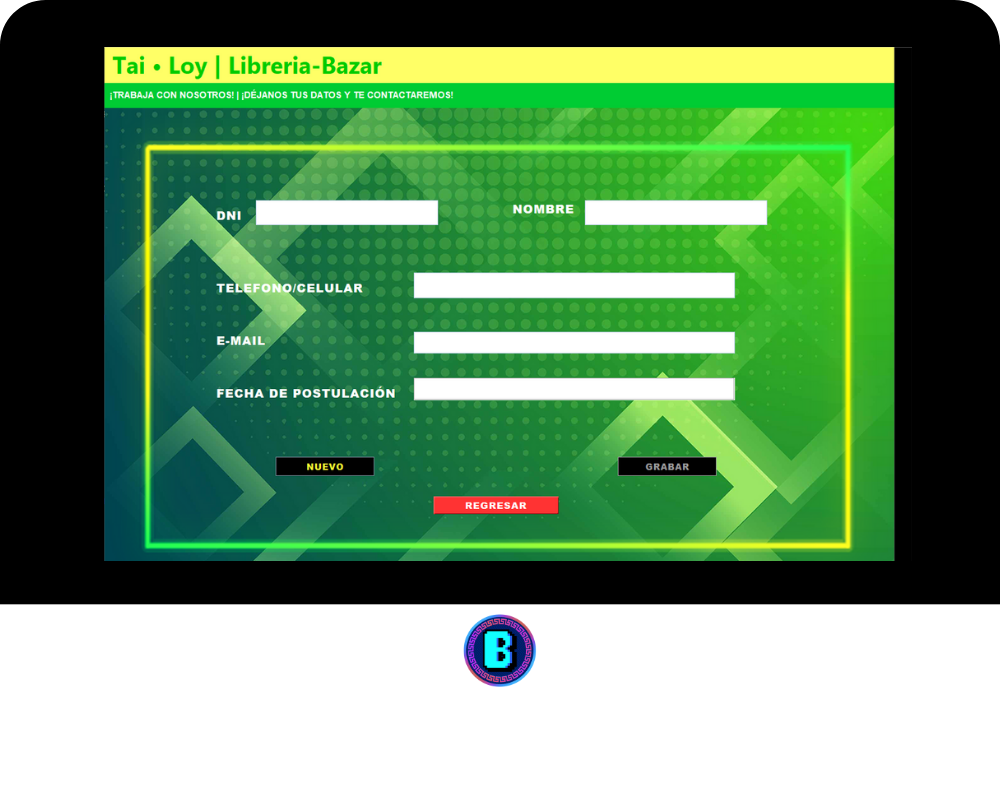 Tai • Loy | Libreria-Bazar
¡TRABAJA CON NOSOTROS! | ¡DÉJANOS TUS DATOS Y TE CONTACTAREMOS!
DNI
NOMBRE
TELEFONO/CELULAR
E-MAIL
FECHA DE POSTULACIÓN
NUEVO
GRABAR
REGRESAR
B